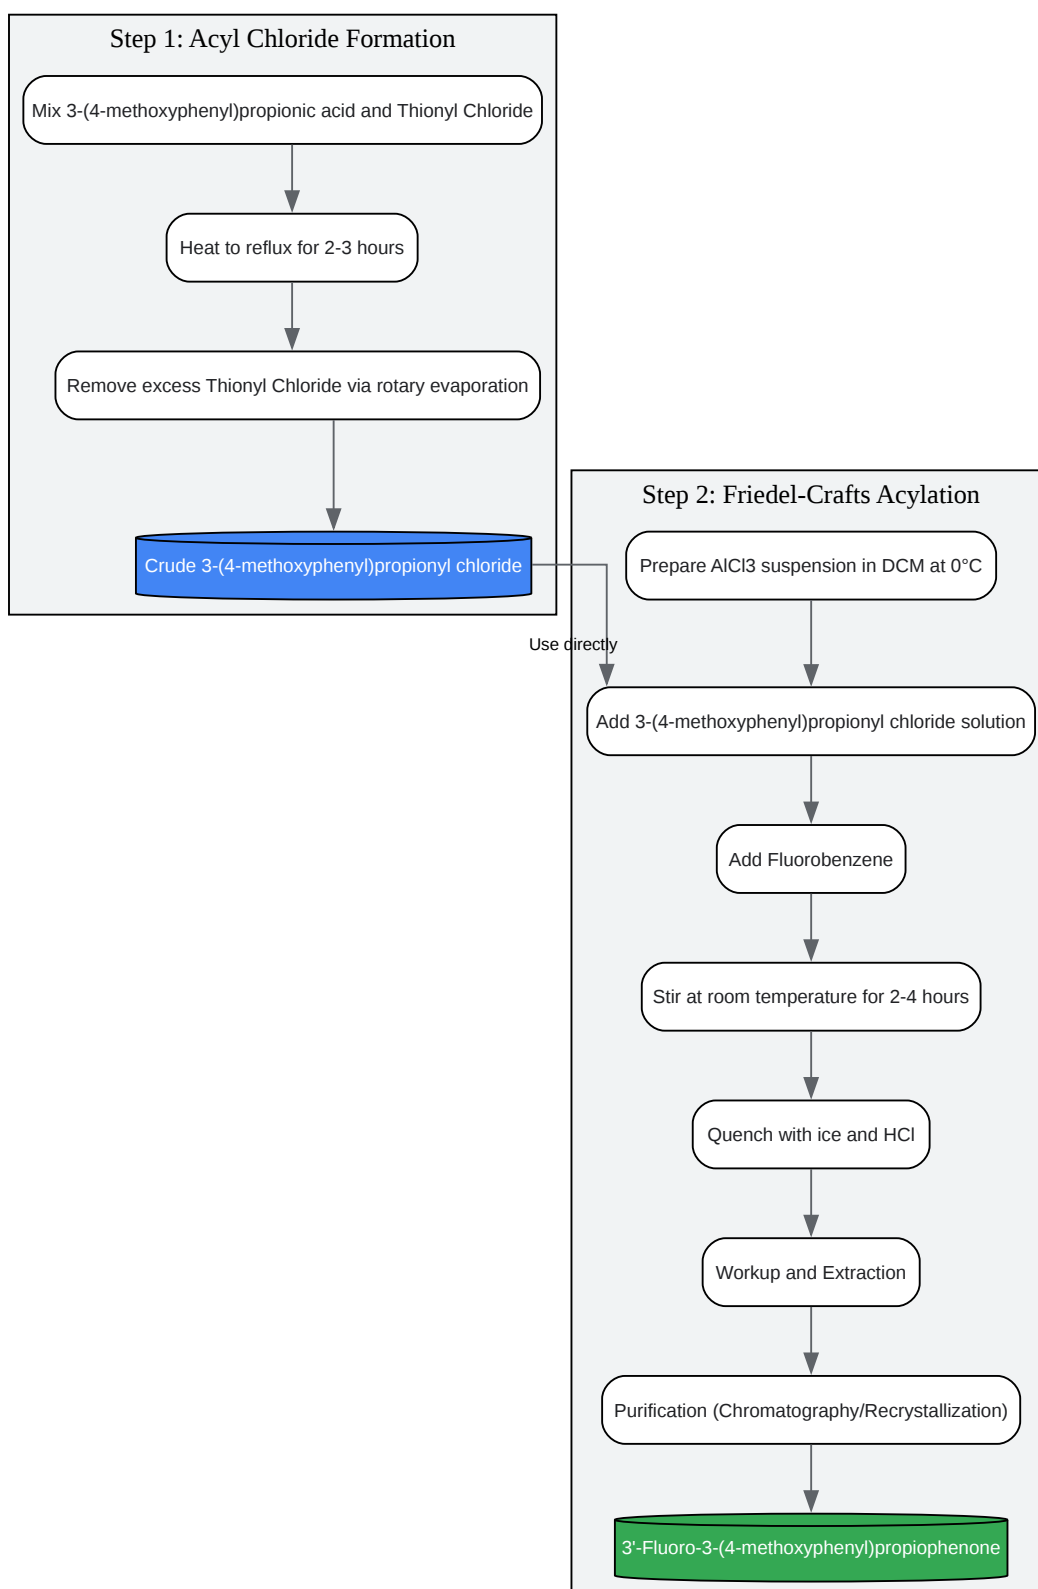 Step 1: Acyl Chloride Formation
Mix 3-(4-methoxyphenyl)propionic acid and Thionyl Chloride
Heat to reflux for 2-3 hours
Remove excess Thionyl Chloride via rotary evaporation
Crude 3-(4-methoxyphenyl)propionyl chloride
Use directly
Step 2: Friedel-Crafts Acylation
Prepare AlCl3 suspension in DCM at 0°C
Add 3-(4-methoxyphenyl)propionyl chloride solution
Add Fluorobenzene
Stir at room temperature for 2-4 hours
Quench with ice and HCl
Workup and Extraction
Purification (Chromatography/Recrystallization)
3'-Fluoro-3-(4-methoxyphenyl)propiophenone